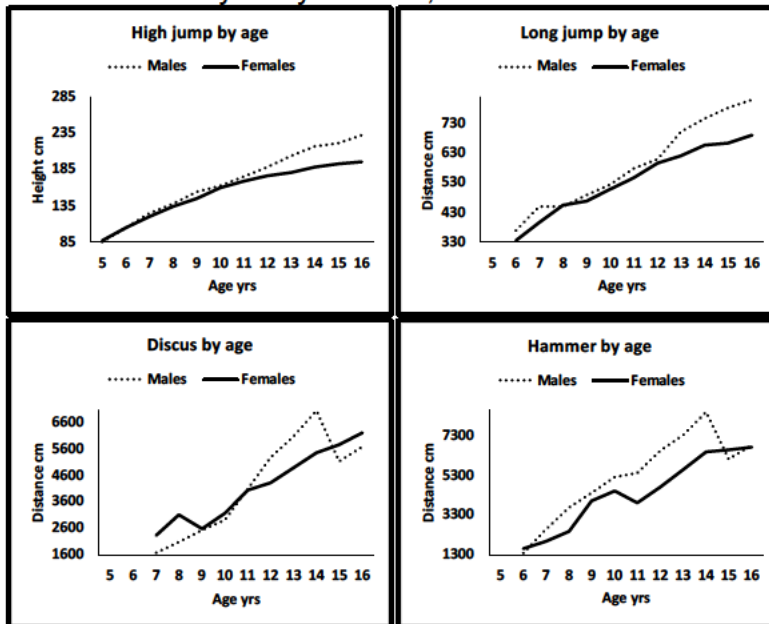 High jump by age
Males Females
285
235
185
135
85
Height cm
5 6 7 8 9 10 11 12 13 14 15 16
Age yrs
Long jump by age
Males Females
730
630
530
430
330
Distance cm
5 6 7 8 9 10 11 12 13 14 15 16
Age yrs
Discus by age
Males Females
6600
5600
4600
3600
2600
1600
Distance cm
5 6 7 8 9 10 11 12 13 14 15 16
Age yrs
Hammer by age
Males Females
7300
5300
3300
1300
Distance cm
5 6 7 8 9 10 11 12 13 14 15 16
Age yrs